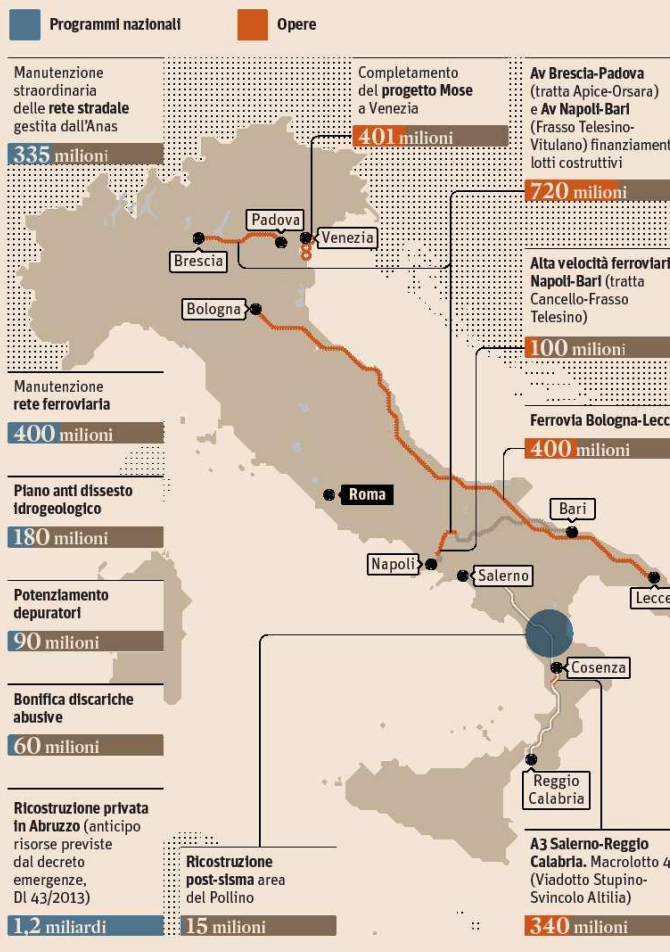 Programmi nazionali
Opere
Manutenzione
straordinaria
delle rete stradale
gestita dall'Anas
335 milioni
Completamento
del progetto Mose
a Venezia
401 milioni
Av Brescia-Padova
(tratta Apice-Orsara)
e Av Napoli-Bari
(Frasso Telesino-
Vitulano) finanziament
lotti costruttivi
720 milioni
Padova
Venezia
Brescia
Bologna
Alta velocità ferroviari
Napoli-Bari (tratta
Cancello-Frasso
Telesino)
100 milioni
Manutenzione
rete ferroviaria
400 milioni
Ferrovia Bologna-Lecc
400 milioni
Piano anti dissesto
idrogeologico
180 milioni
Roma
Bari
Napoli
Salerno
Lecce
Potenziamento
depuratori
90 milioni
Cosenza
Bonifica discariche
abusive
60 milioni
Reggio
Calabria
Ricostruzione privata
in Abruzzo (anticipo
risorse previste
dal decreto
emergenze,
Dl 43/2013)
1,2 miliardi
Ricostruzione
post-sisma area
del Pollino
15 milioni
A3 Salerno-Reggio
Calabria. Macrolotto 4
(Viadotto Stupino-
Svincolo Altilia)
340 milioni